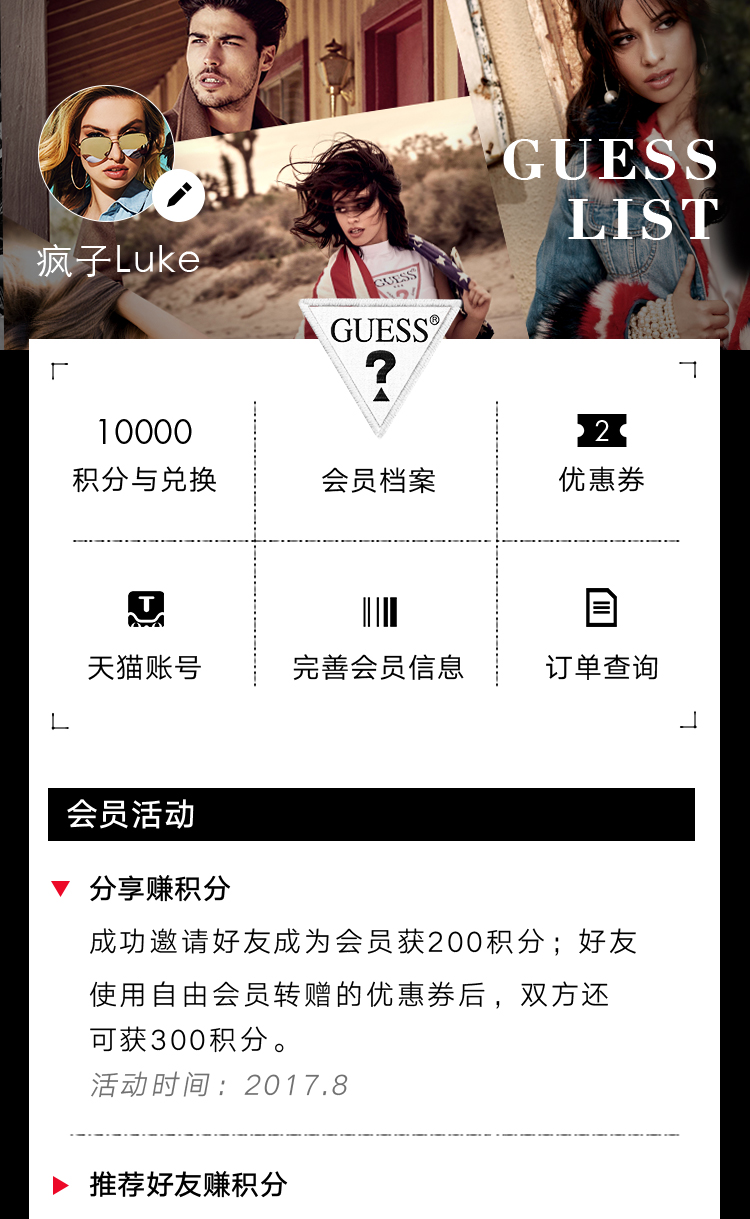 GUESS
LIST
疯子Luke
GUESS
GUESS®
?
10000
2
积分与兑换
会员档案
优惠券
T
天猫账号
完善会员信息
订单查询
会员活动
分享赚积分
成功邀请好友成为会员获200积分；好友
使用自由会员转赠的优惠券后，双方还
可获300积分。
活动时间：2017.8
推荐好友赚积分